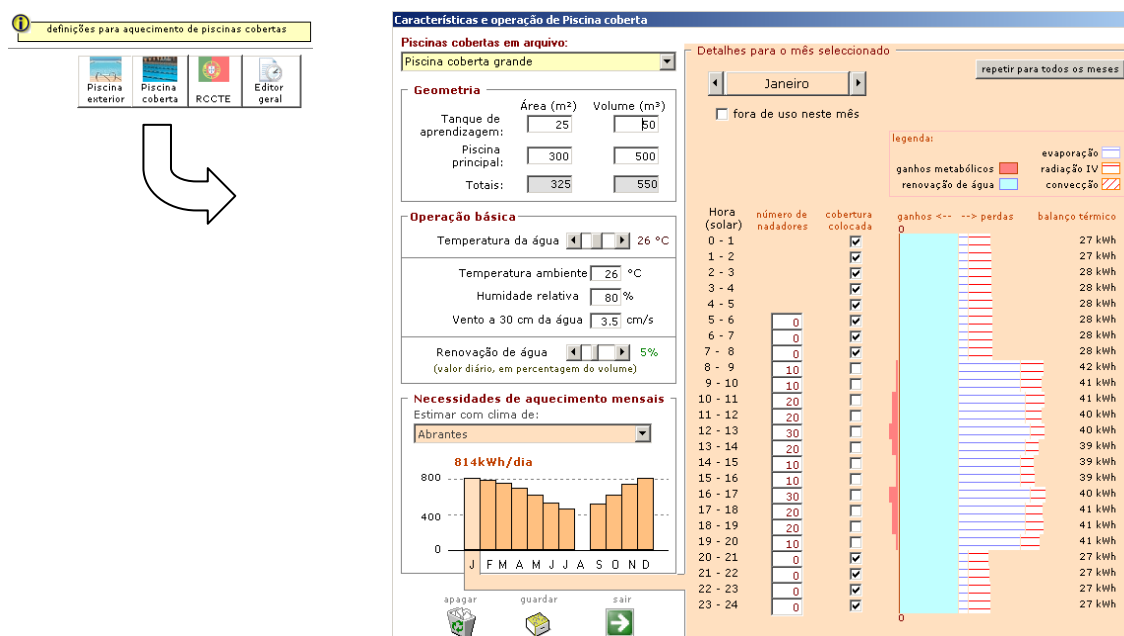 definições para aquecimento de piscinas cobertas
Piscina exterior
Piscina coberta
RCCTE
Editor geral
Características e operação de Piscina coberta
Piscinas cobertas em arquivo:
Piscina coberta grande
Geometria
Área (m²) Volume (m³)
Tanque de aprendizagem: 25 50
Piscina principal: 300 500
Totais: 325 550
Operação básica
Temperatura da água 26 °C
Temperatura ambiente 26 °C
Humidade relativa 80 %
Vento a 30 cm da água 3.5 cm/s
Renovação de água 5%
(valor diário, em percentagem do volume)
Necessidades de aquecimento mensais
Estimar com clima de:
Abrantes
814kWh/dia
800
400
0
J F M A M J J A S O N D
apagar guardar sair
Detalhes para o mês seleccionado
repetir para todos os meses
Janeiro
fora de uso neste mês
legenda:
evaporação
ganhos metabólicos radiação IV
renovação de água convecção
Hora (solar) número de nadadores cobertura colocada ganhos <-- --> perdas balanço térmico
0
0 - 1 27 kWh
1 - 2 27 kWh
2 - 3 28 kWh
3 - 4 28 kWh
4 - 5 28 kWh
5 - 6 0 28 kWh
6 - 7 0 28 kWh
7 - 8 0 28 kWh
8 - 9 10 42 kWh
9 - 10 10 41 kWh
10 - 11 20 41 kWh
11 - 12 20 40 kWh
12 - 13 30 40 kWh
13 - 14 20 39 kWh
14 - 15 10 39 kWh
15 - 16 10 39 kWh
16 - 17 30 40 kWh
17 - 18 20 41 kWh
18 - 19 20 41 kWh
19 - 20 10 41 kWh
20 - 21 0 27 kWh
21 - 22 0 27 kWh
22 - 23 0 27 kWh
23 - 24 0 27 kWh
0